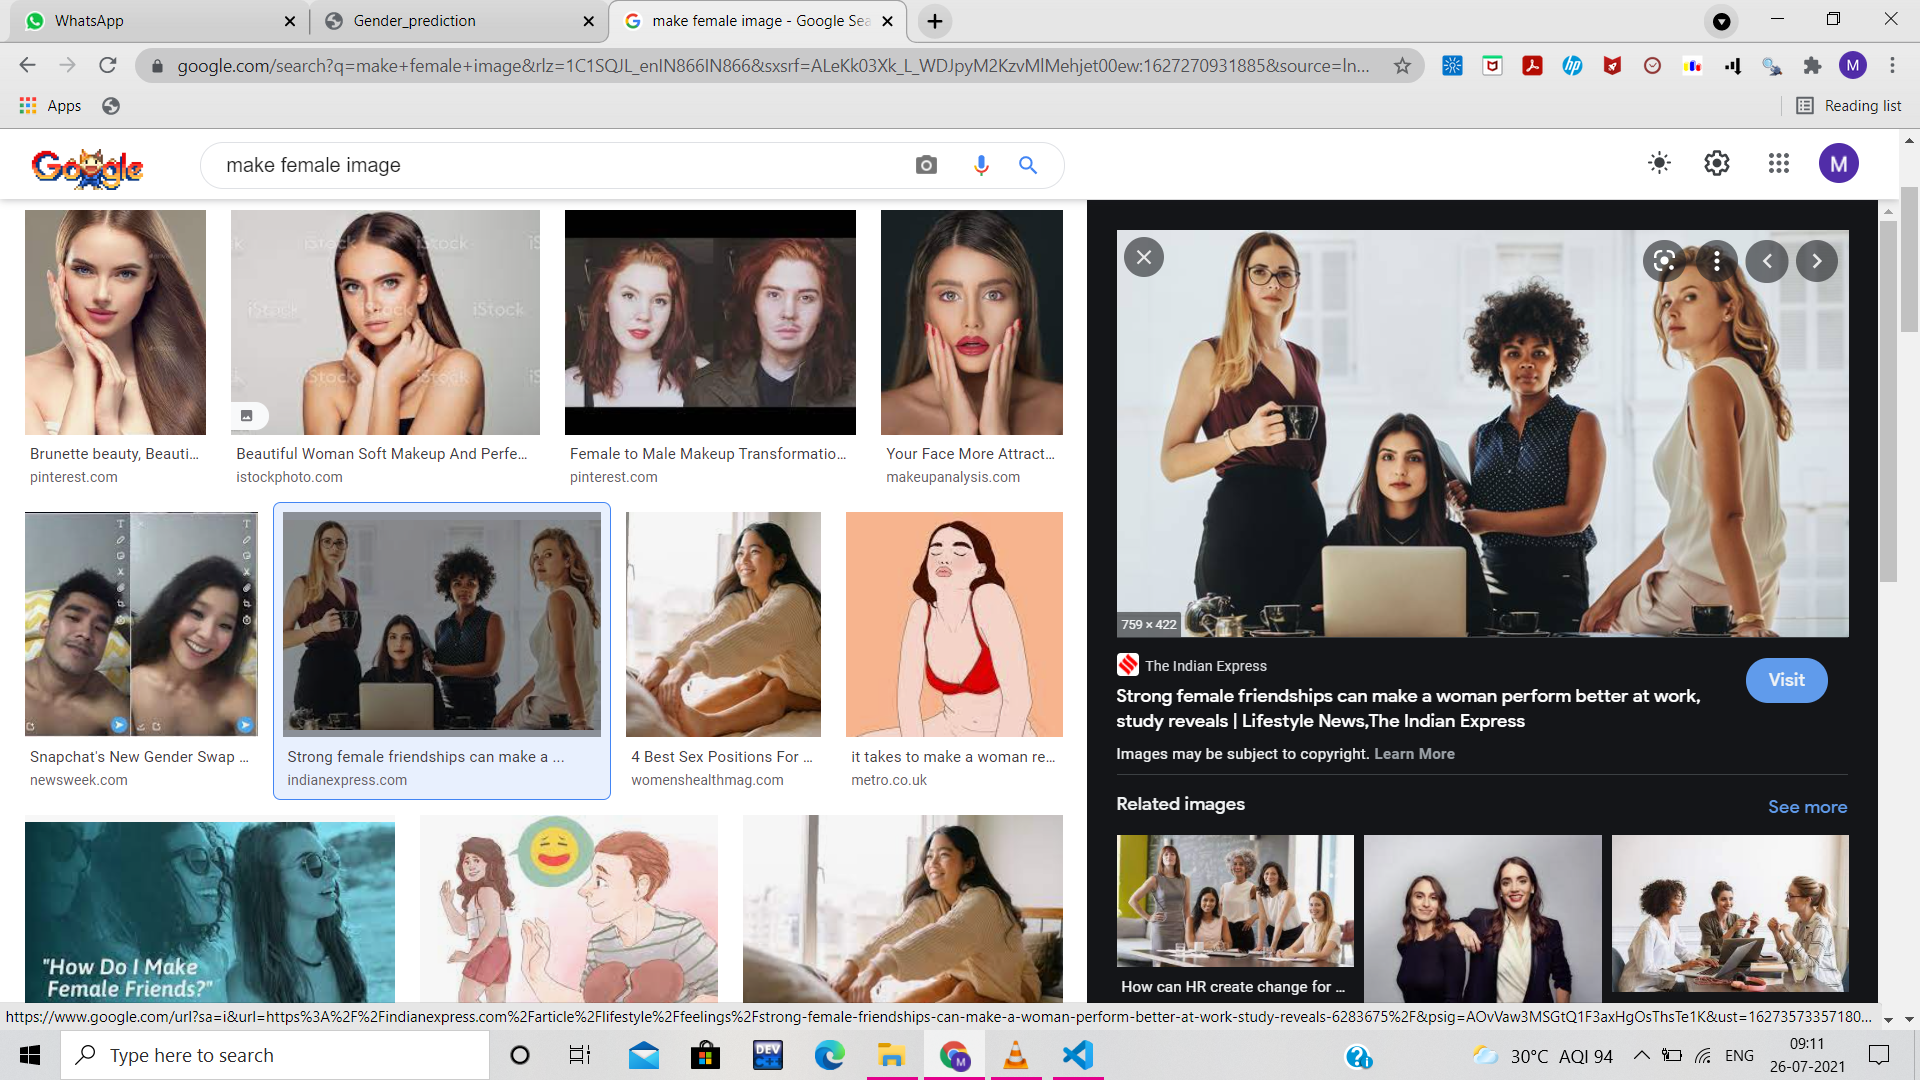 WhatsApp
Gender_prediction
make female image - Google Sea
google.com/search?q=make+female+image&rlz=1C1SQJL_enIN866IN866&sxsrf=ALeKk03Xk_L_WDJpyM2KzvMlMehjet00ew:1627270931885&source=ln...
M
Apps
Reading list
Google
make female image
M
iStock
iStock
iStock
iStock
iStock
iStock
Brunette beauty, Beauti...
pinterest.com
Beautiful Woman Soft Makeup And Perfe...
istockphoto.com
Female to Male Makeup Transformatio...
pinterest.com
Your Face More Attract...
makeupanalysis.com
759 × 422
The Indian Express
Visit
Strong female friendships can make a woman perform better at work,
study reveals | Lifestyle News,The Indian Express
Images may be subject to copyright. Learn More
Snapchat's New Gender Swap ...
newsweek.com
Strong female friendships can make a ...
indianexpress.com
4 Best Sex Positions For ...
womenshealthmag.com
it takes to make a woman re...
metro.co.uk
Related images
See more
"How Do I Make
Female Friends?"
How can HR create change for ...
https://www.google.com/url?sa=i&url=https%3A%2F%2Findianexpress.com%2Farticle%2Flifestyle%2Ffeelings%2Fstrong-female-friendships-can-make-a-woman-perform-better-at-work-study-reveals-6283675%2F&psig=AOvVaw3MSGtQ1F3axHgOsThsTe1K&ust=16273573357180...
Type here to search
DEV
C++
M
30°C AQI 94
ENG
09:11
26-07-2021